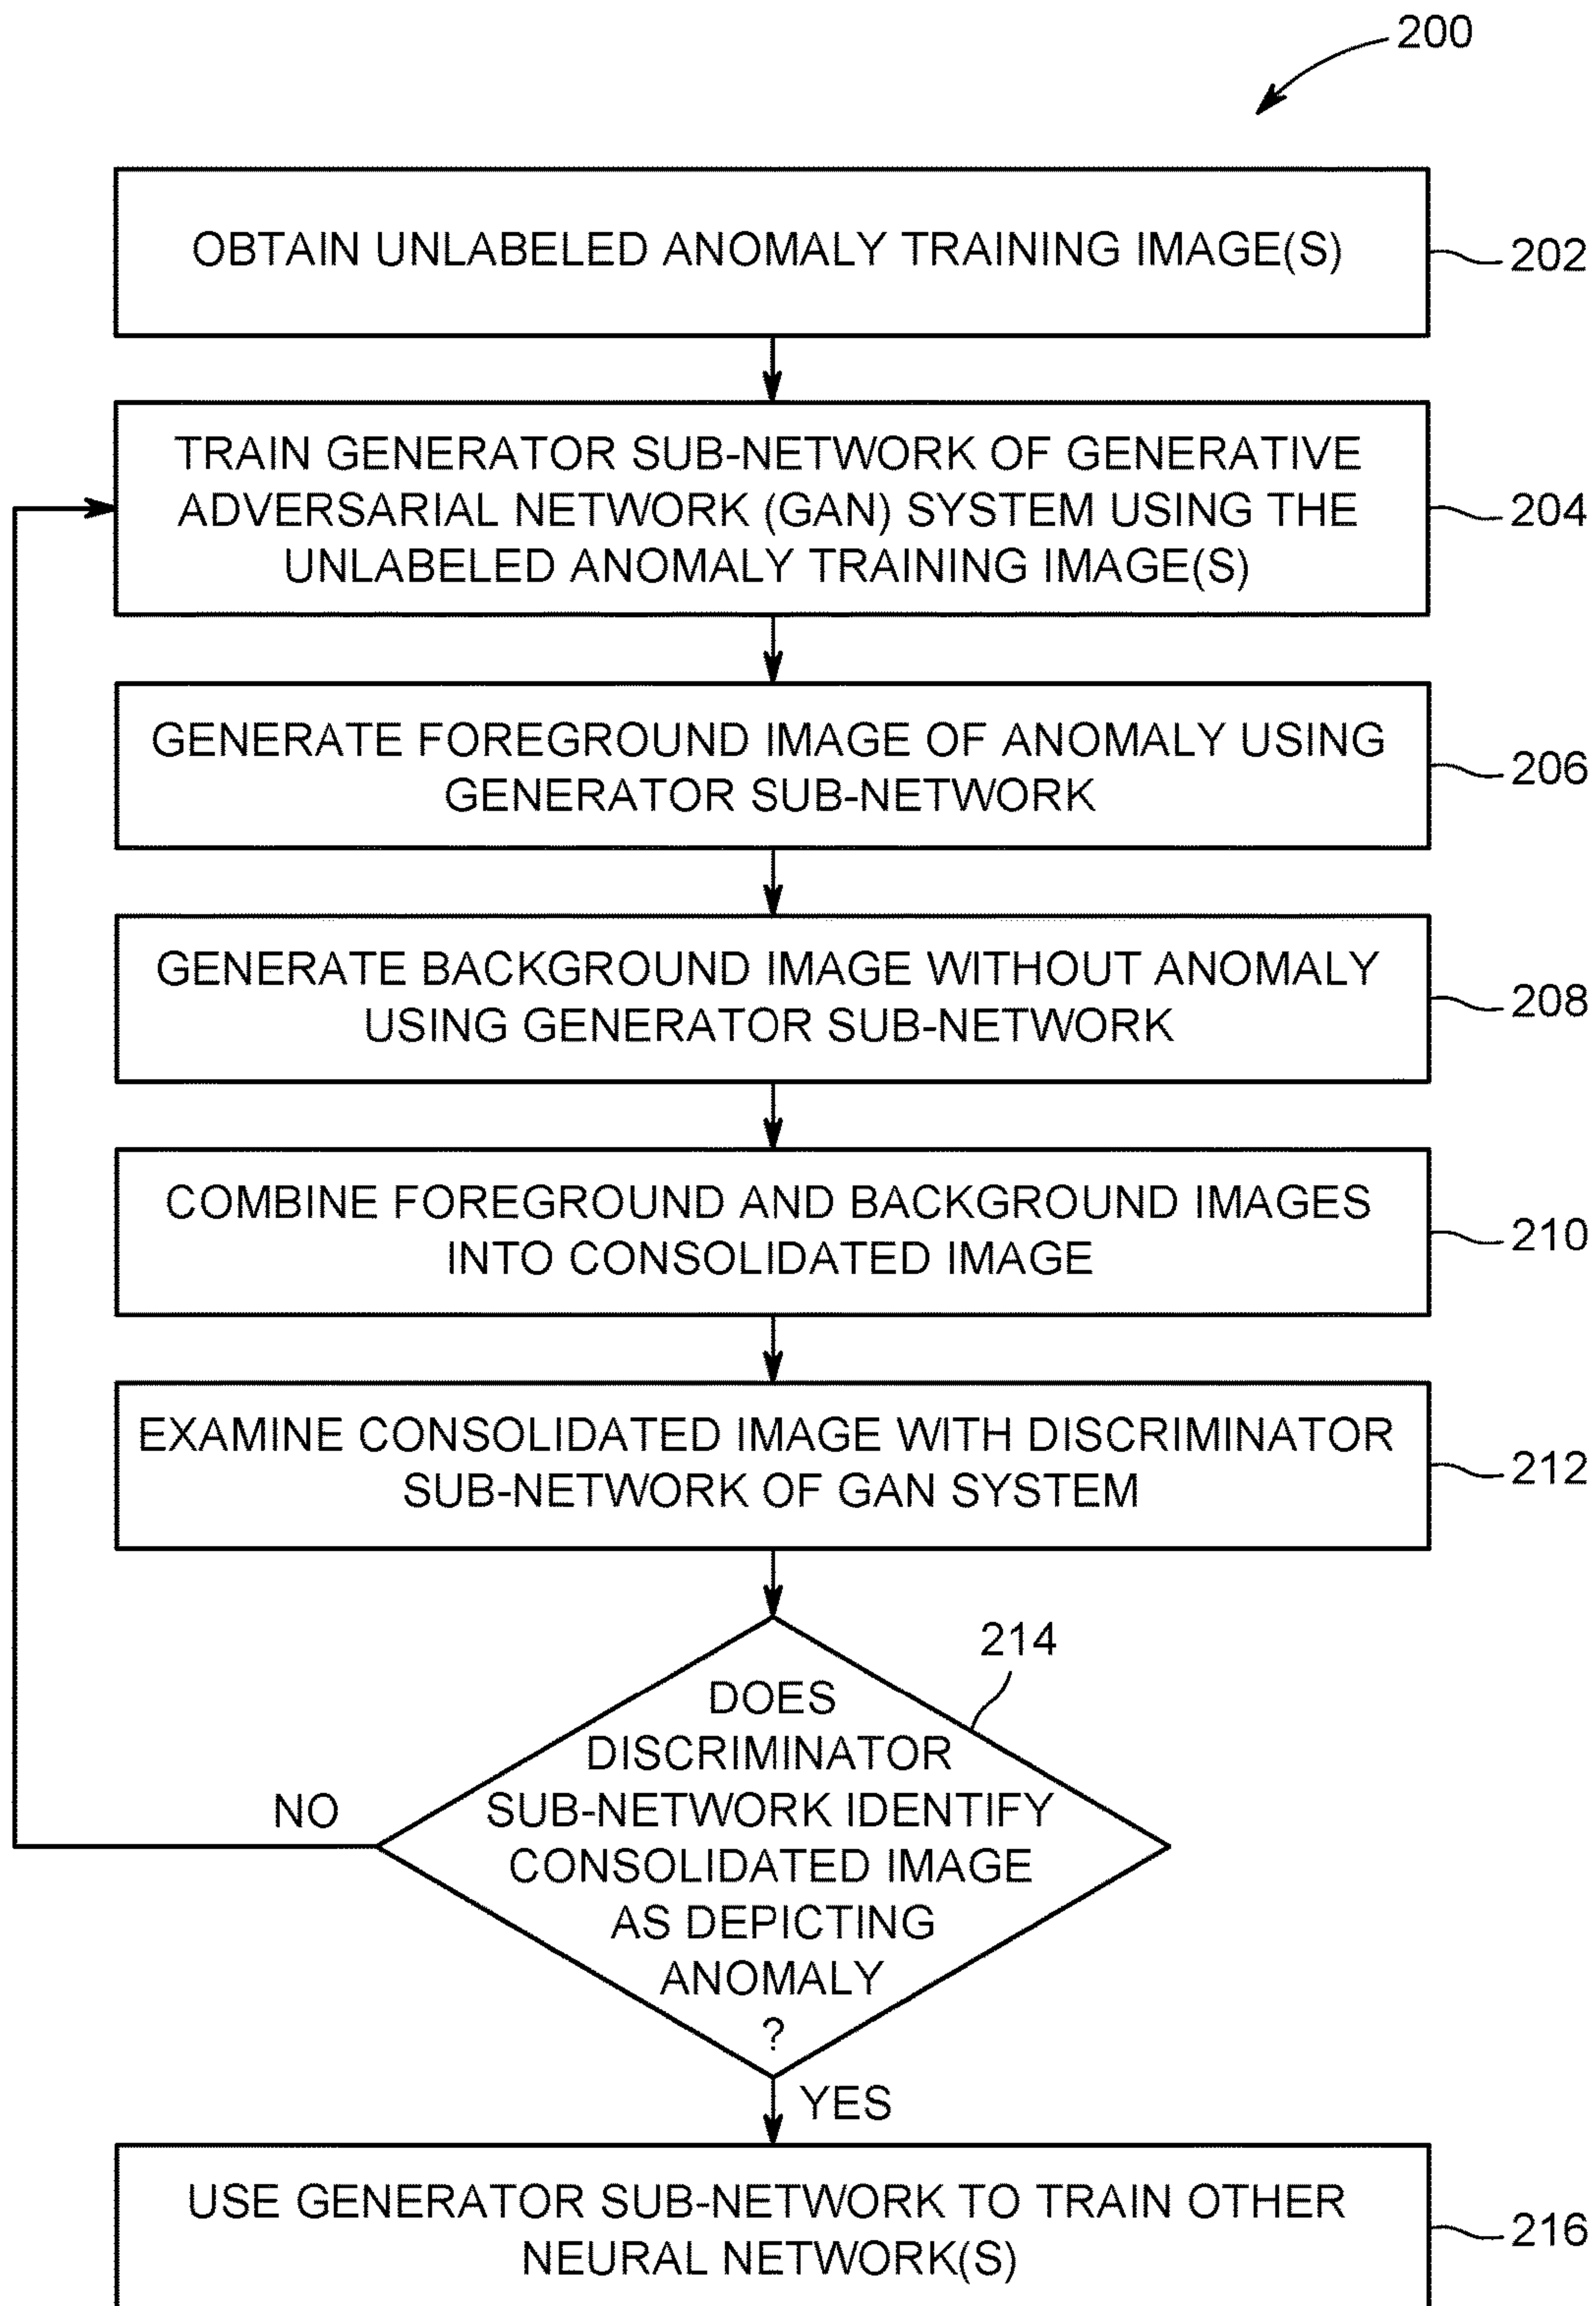 200
OBTAIN UNLABELED ANOMALY TRAINING IMAGE(S)
202
TRAIN GENERATOR SUB-NETWORK OF GENERATIVE
ADVERSARIAL NETWORK (GAN) SYSTEM USING THE
UNLABELED ANOMALY TRAINING IMAGE(S)
204
GENERATE FOREGROUND IMAGE OF ANOMALY USING
GENERATOR SUB-NETWORK
206
GENERATE BACKGROUND IMAGE WITHOUT ANOMALY
USING GENERATOR SUB-NETWORK
208
COMBINE FOREGROUND AND BACKGROUND IMAGES
INTO CONSOLIDATED IMAGE
210
EXAMINE CONSOLIDATED IMAGE WITH DISCRIMINATOR
SUB-NETWORK OF GAN SYSTEM
212
214
DOES
DISCRIMINATOR
SUB-NETWORK IDENTIFY
CONSOLIDATED IMAGE
AS DEPICTING
ANOMALY
?
NO
YES
USE GENERATOR SUB-NETWORK TO TRAIN OTHER
NEURAL NETWORK(S)
216